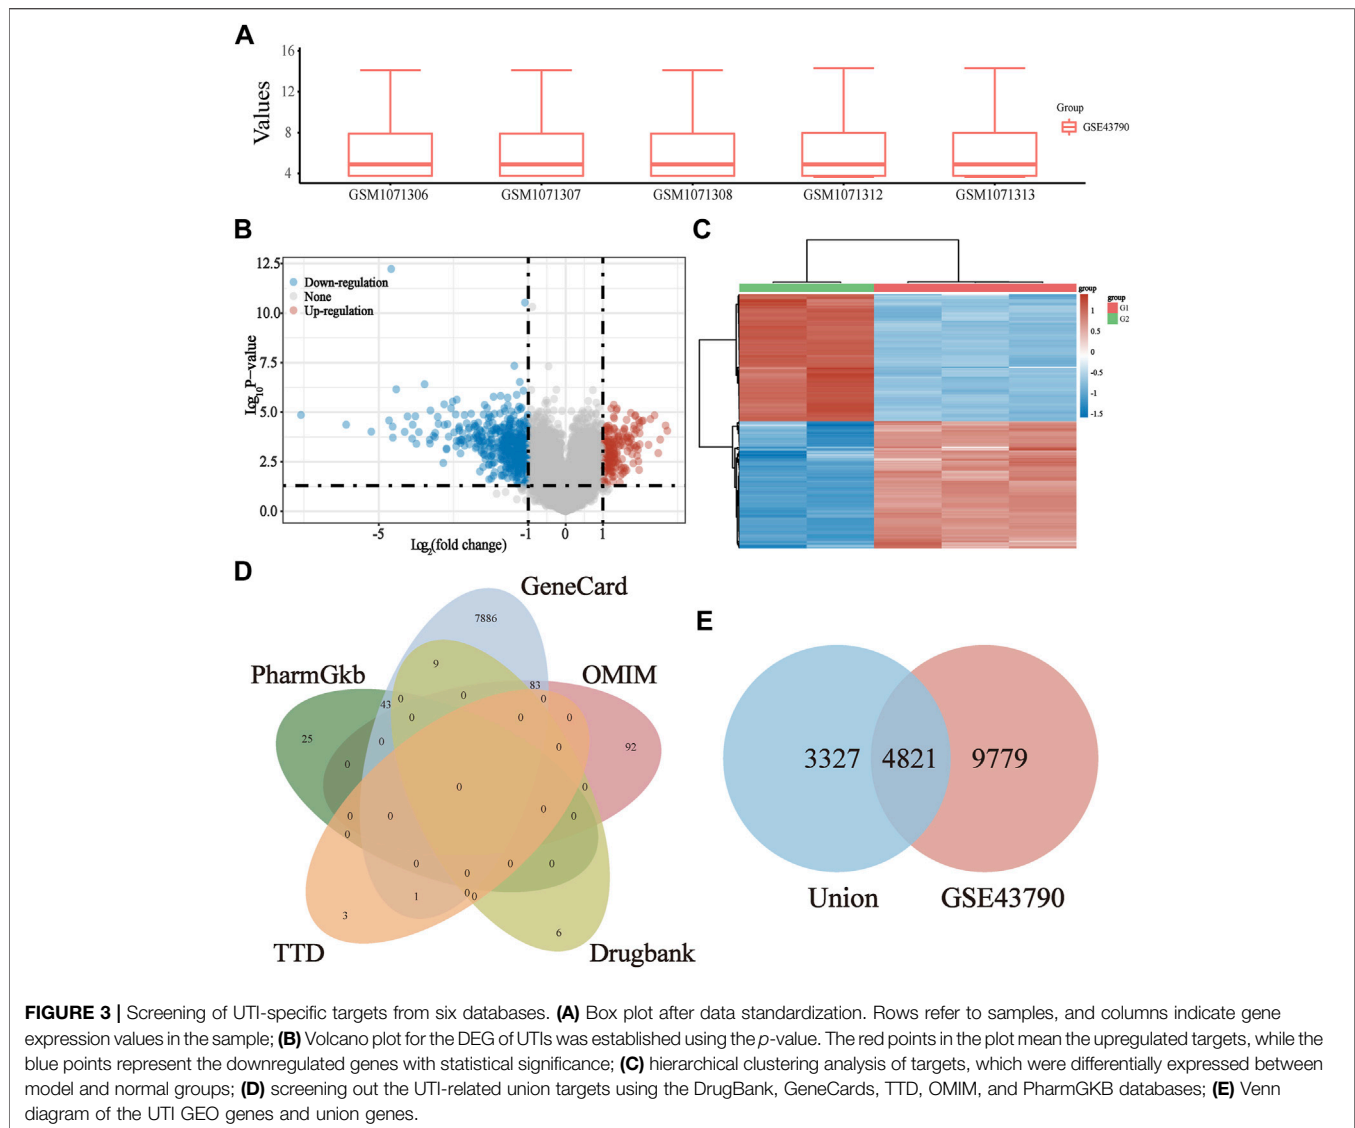 A
16
12
8
4
Values
GSM1071306 GSM1071307 GSM1071308 GSM1071312 GSM1071313
Group
GSE43790
B
12.5
10.0
7.5
5.0
2.5
0.0
Log10P-value
Down-regulation
None
Up-regulation
-5 -1 0 1
Log2(fold change)
C
group
1
0.5
0
-0.5
-1
-1.5
group
G1
G2
D
GeneCard
7886
PharmGkb
9
OMIM
83
43 0 0 0
0 0 0
25 0 0 92
0
0 0
0 0 0 0
0
0 0 0
0
1 0 0
3
6
TTD
Drugbank
E
3327 4821 9779
Union GSE43790
FIGURE 3 | Screening of UTI-specific targets from six databases. (A) Box plot after data standardization. Rows refer to samples, and columns indicate gene
expression values in the sample; (B) Volcano plot for the DEG of UTIs was established using the p-value. The red points in the plot mean the upregulated targets, while the
blue points represent the downregulated genes with statistical significance; (C) hierarchical clustering analysis of targets, which were differentially expressed between
model and normal groups; (D) screening out the UTI-related union targets using the DrugBank, GeneCards, TTD, OMIM, and PharmGKB databases; (E) Venn
diagram of the UTI GEO genes and union genes.